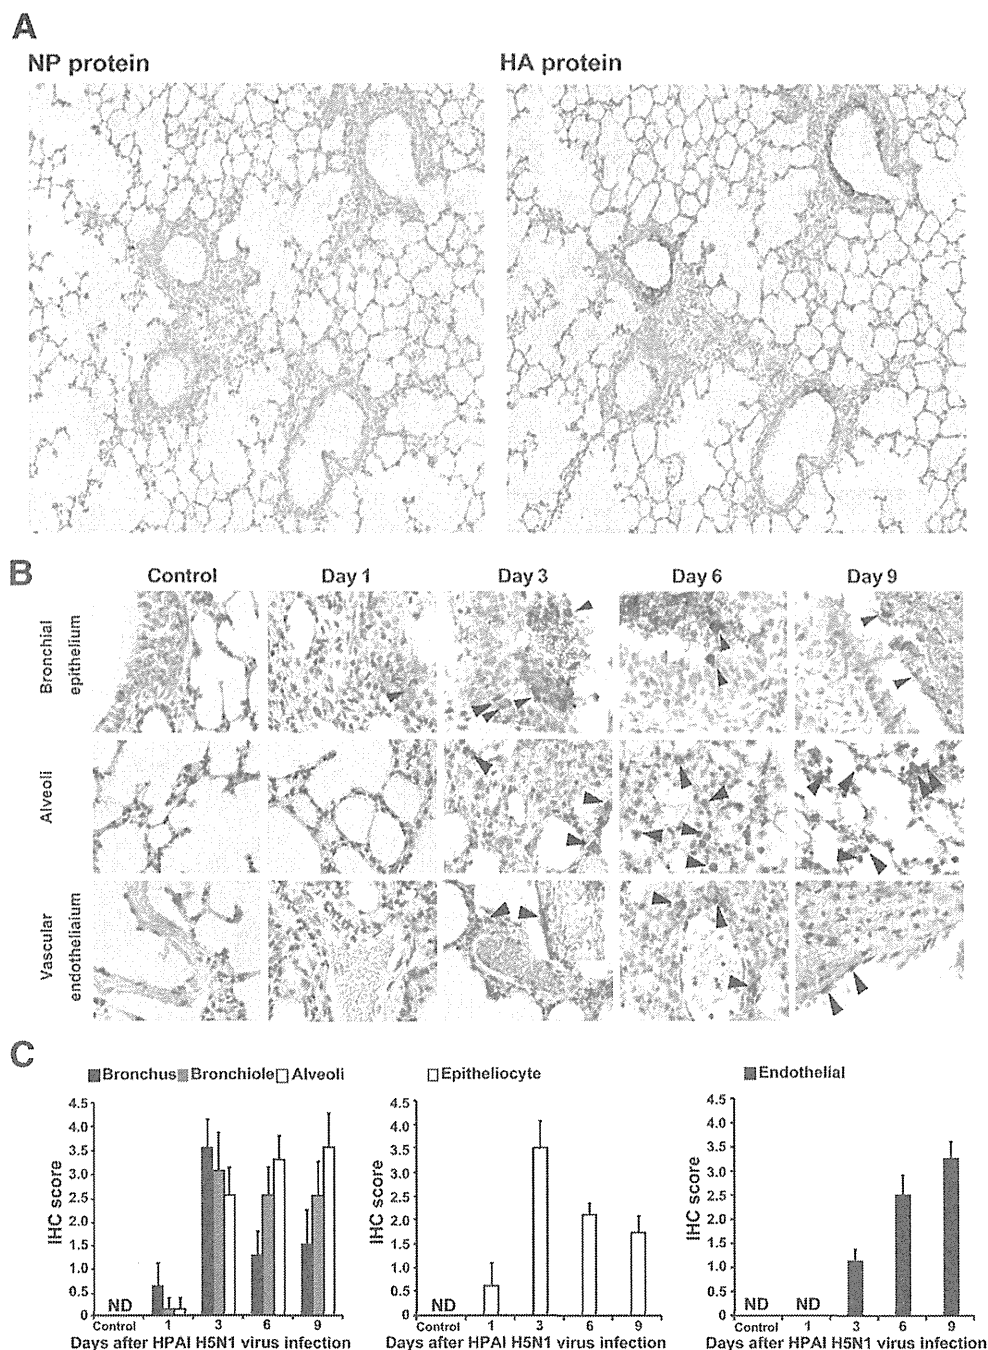 A
NP protein
HA protein
B
Control
Day 1
Day 3
Day 6
Day 9
Bronchial
epithelium
Alveoli
Vascular
endotheliarium
C
Bronchus Bronchiole Alveoli
IHC score
4.5
4.0
3.5
3.0
2.5
2.0
1.5
1.0
0.5
0
ND
Control 1 3 6 9
Days after HPAI H5N1 virus infection
Epitheliocyte
IHC score
4.5
4.0
3.5
3.0
2.5
2.0
1.5
1.0
0.5
0
ND
Control 1 3 6 9
Days after HPAI H5N1 virus infection
Endothelial
IHC score
4.5
4.0
3.5
3.0
2.5
2.0
1.5
1.0
0.5
0
ND ND
Control 1 3 6 9
Days after HPAI H5N1 virus infection